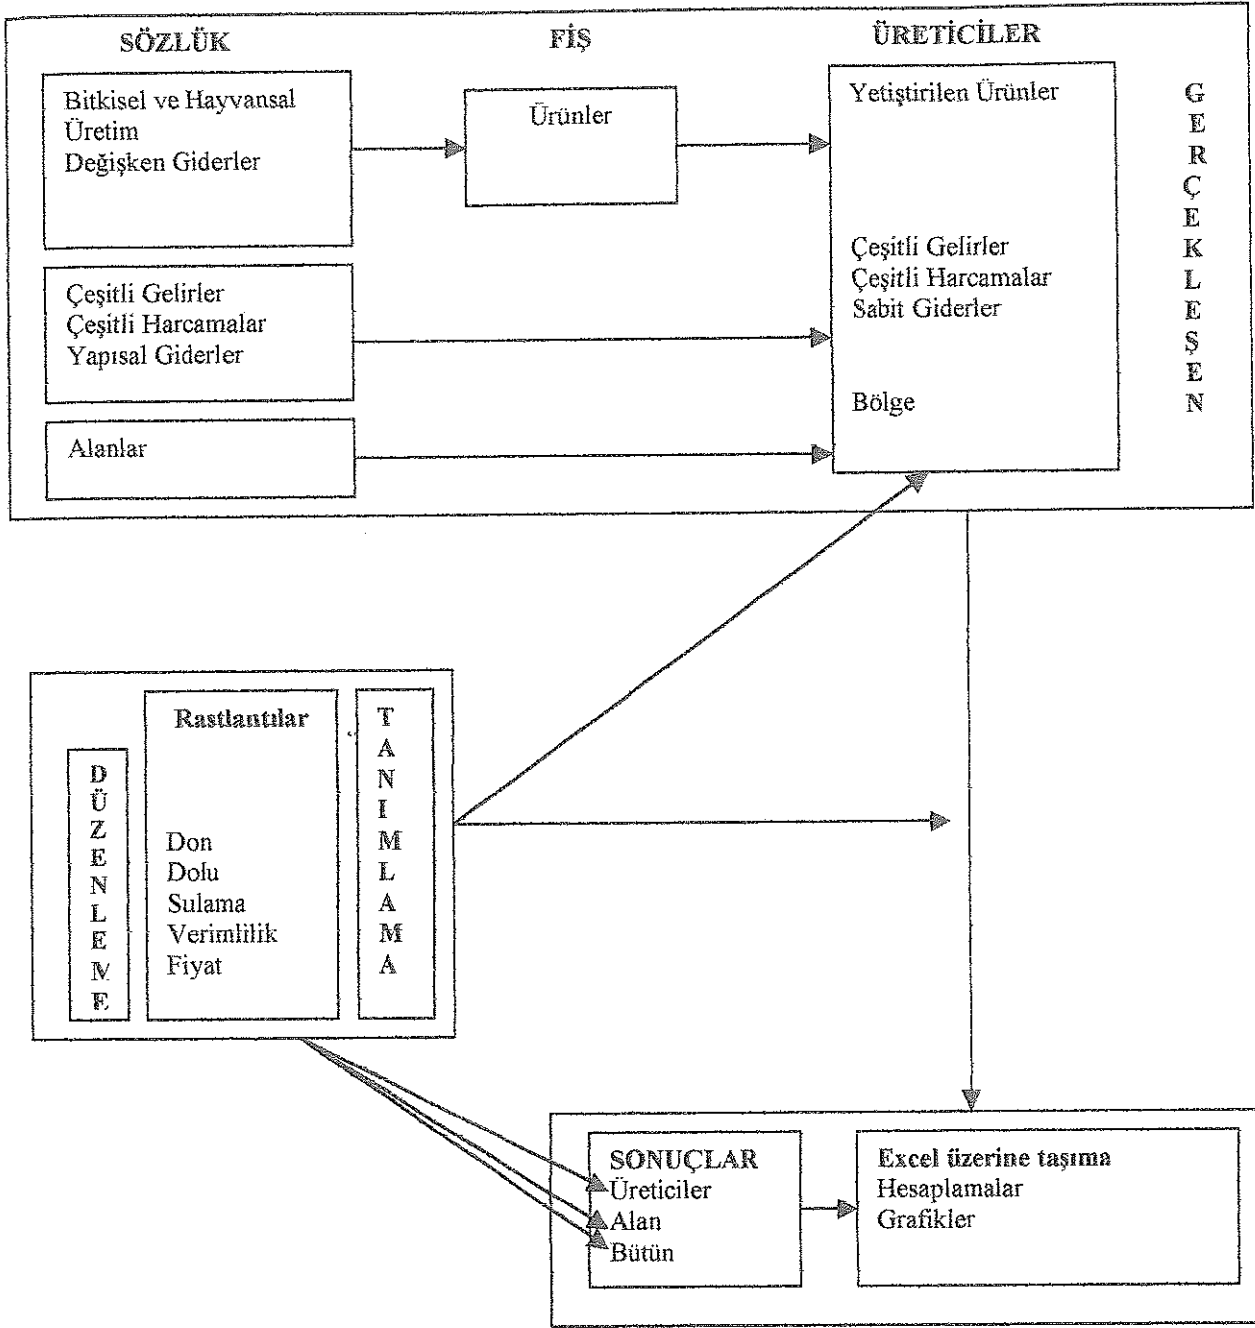 SÖZLÜK
FİŞ
ÜRETİCİLER
Bitkisel ve Hayvansal
Üretim
Değişken Giderler
Ürünler
Yetiştirilen Ürünler
Çeşitli Gelirler
Çeşitli Harcamalar
Sabit Giderler
Bölge
GERÇEKLEŞEN
Çeşitli Gelirler
Çeşitli Harcamalar
Yapısal Giderler
Alanlar
DÜZENLEME
Rastlantılar
Don
Dolu
Sulama
Verimlilik
Fiyat
TANIMLAMA
SONUÇLAR
Üreticiler
Alan
Bütün
Excel üzerine taşıma
Hesaplamalar
Grafikler